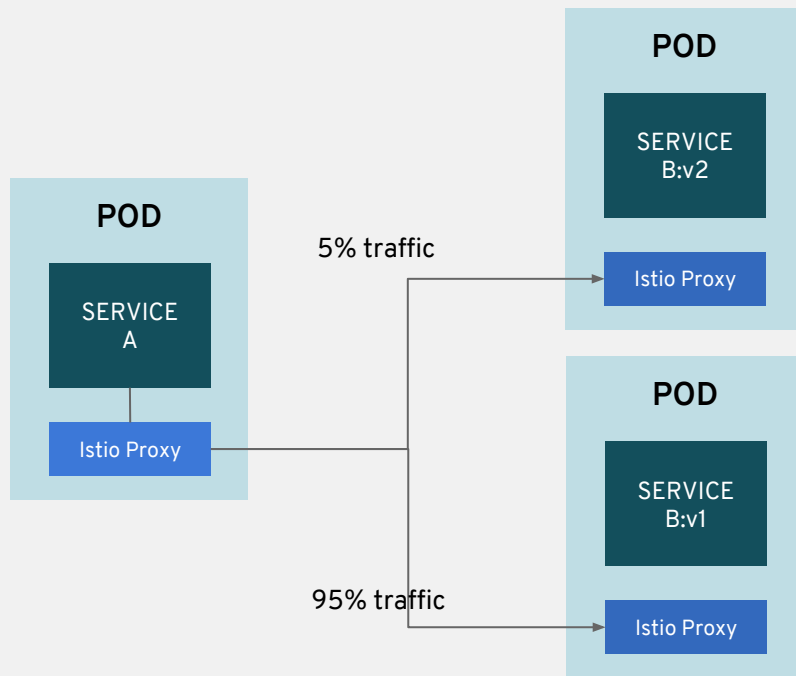 POD
SERVICE
A
Istio Proxy
5% traffic
95% traffic
POD
SERVICE
B:v2
Istio Proxy
POD
SERVICE
B:v1
Istio Proxy